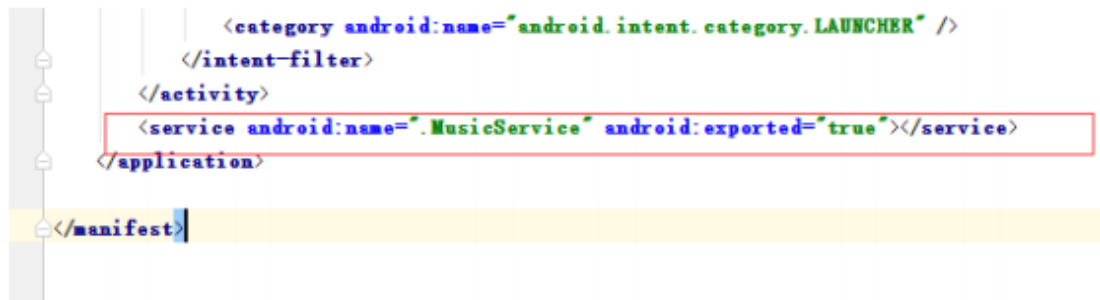 <category android:name="android.intent.category.LAUNCHER" />
</intent-filter>
</activity>
<service android:name=".MusicService" android:exported="true"></service>
</application>
</manifest>